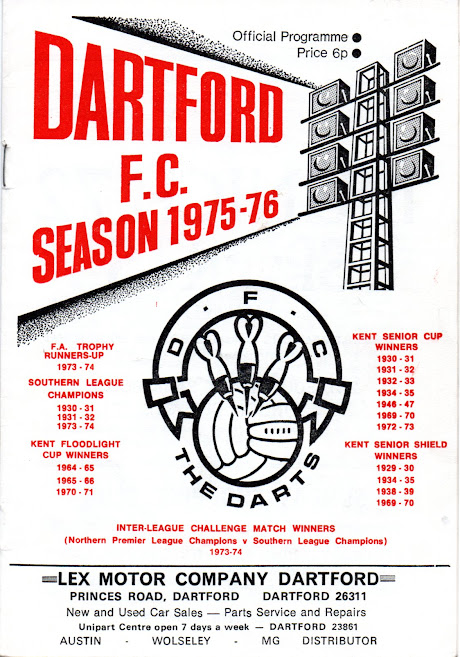 Official Programme
Price 6p
DARTFORD
F.C.
SEASON 1975-76
D.F.C
THE DARTS
F.A. TROPHY
RUNNERS-UP
1973 - 74
SOUTHERN LEAGUE
CHAMPIONS
1930 - 31
1931 - 32
1973 - 74
KENT FLOODLIGHT
CUP WINNERS
1964 - 65
1965 - 66
1970 - 71
KENT SENIOR CUP
WINNERS
1930 - 31
1931 - 32
1932 - 33
1934 - 35
1946 - 47
1969 - 70
1972 - 73
KENT SENIOR SHIELD
WINNERS
1929 - 30
1934 - 35
1938 - 39
1969 - 70
INTER-LEAGUE CHALLENGE MATCH WINNERS
(Northern Premier League Champions v Southern League Champions)
1973-74
LEX MOTOR COMPANY DARTFORD
PRINCES ROAD, DARTFORD DARTFORD 26311
New and Used Car Sales — Parts Service and Repairs
Unipart Centre open 7 days a week — DARTFORD 23861
AUSTIN - WOLSELEY - MG DISTRIBUTOR